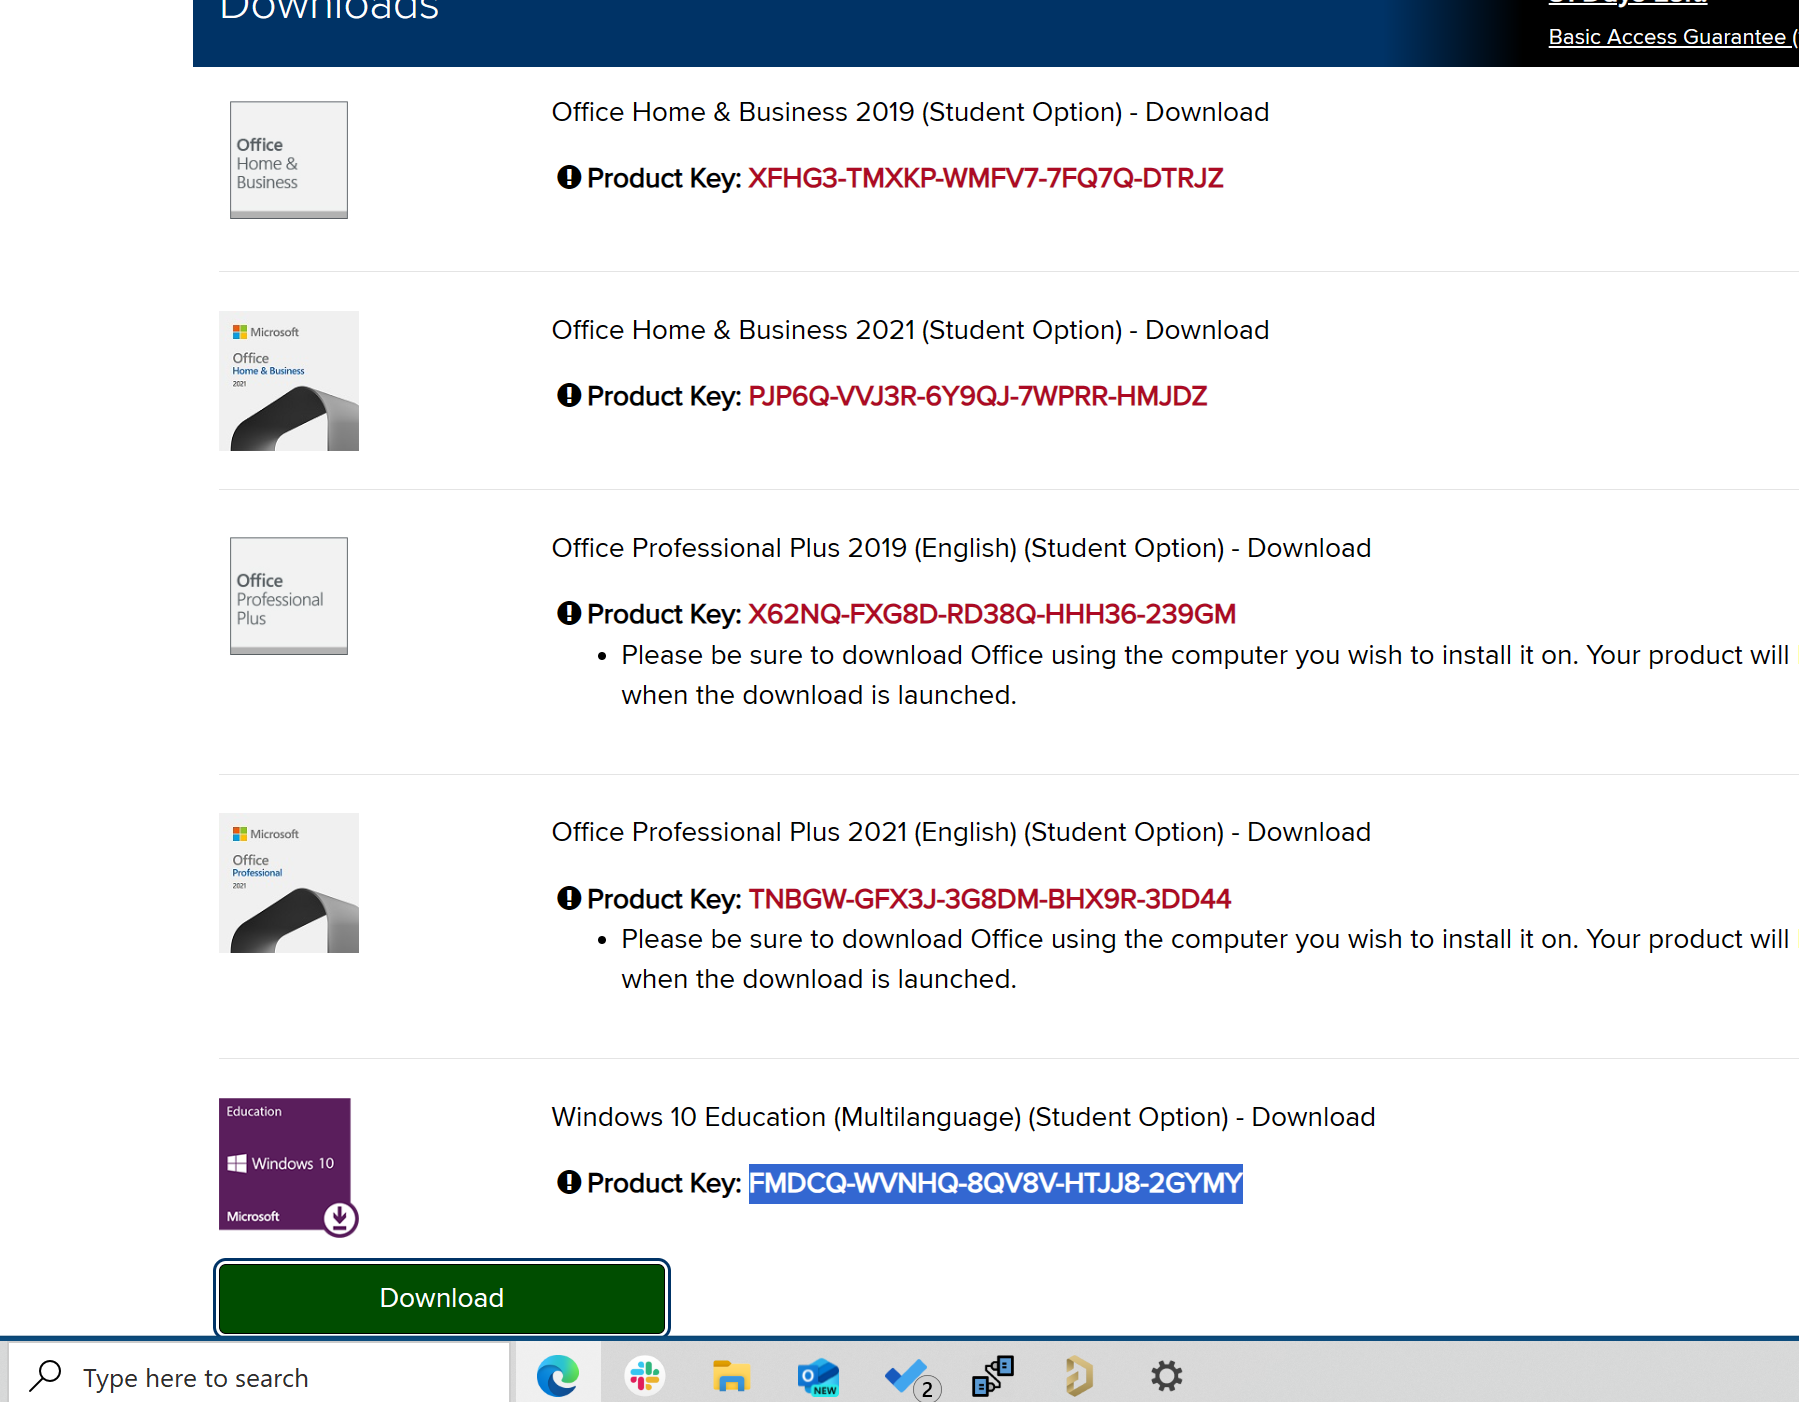 Downloads
Basic Access Guarantee (
Office
Home &
Business
Office Home & Business 2019 (Student Option) - Download
Product Key: XFHG3-TMXKP-WMFV7-7FQ7Q-DTRJZ
Microsoft
Office
Home & Business
2021
Office Home & Business 2021 (Student Option) - Download
Product Key: PJP6Q-VVJ3R-6Y9QJ-7WPRR-HMJDZ
Office
Professional
Plus
Office Professional Plus 2019 (English) (Student Option) - Download
Product Key: X62NQ-FXG8D-RD38Q-HHH36-239GM
• Please be sure to download Office using the computer you wish to install it on. Your product will
when the download is launched.
Microsoft
Office
Professional
2021
Office Professional Plus 2021 (English) (Student Option) - Download
Product Key: TNBGW-GFX3J-3G8DM-BHX9R-3DD44
• Please be sure to download Office using the computer you wish to install it on. Your product will
when the download is launched.
Education
Windows 10
Microsoft
Windows 10 Education (Multilanguage) (Student Option) - Download
Product Key: FMDCQ-WVNHQ-8QV8V-HTJJ8-2GYMY
Download
Type here to search
NEW
2